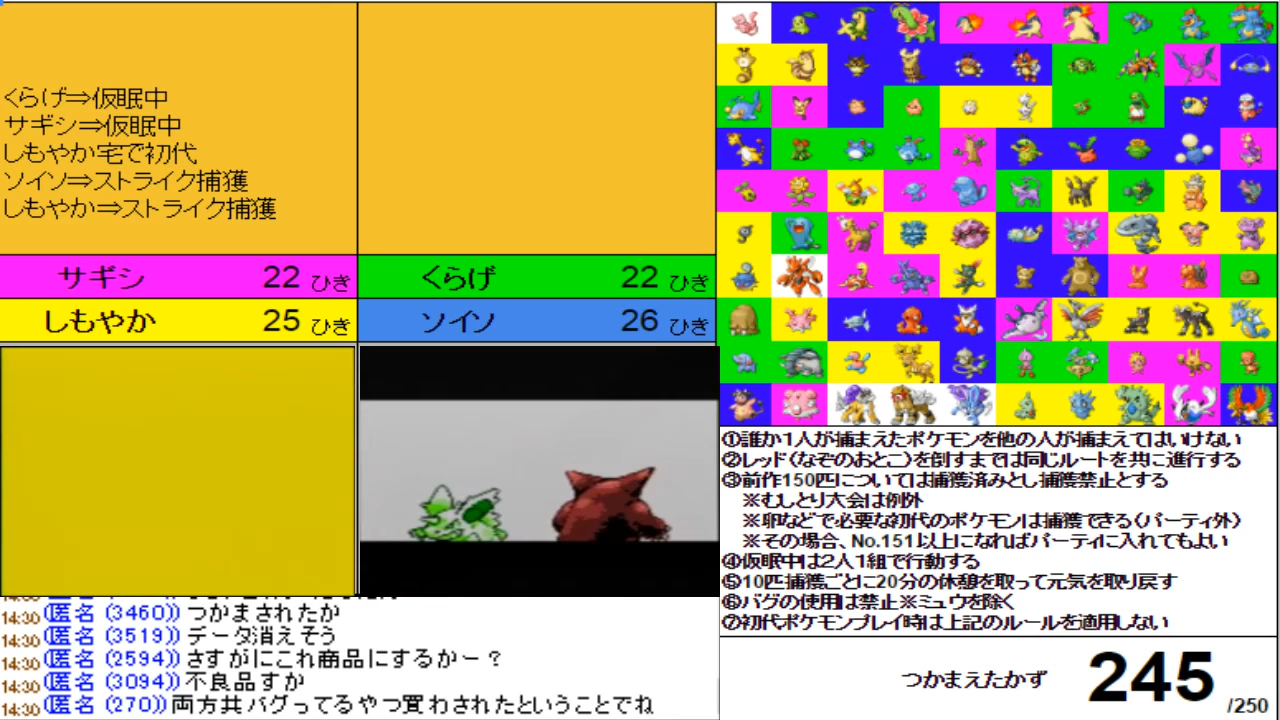 くらげ⇒仮眠中
サギシ⇒仮眠中
しもやか宅で初代
ソイソ⇒ストライク捕獲
しもやか⇒ストライク捕獲
サギシ 22 ひき
くらげ 22 ひき
しもやか 25 ひき
ソイソ 26 ひき
14:30 (匿名 (3460)) つかまされたか
14:30 (匿名 (3519)) データ消えそう
14:30 (匿名 (2594)) さすがにこれ商品にするかー？
14:30 (匿名 (3094)) 不良品すか
14:30 (匿名 (270)) 両方共バグってるやつ買わされたということでね
①誰か1人が捕まえたポケモンを他の人が捕まえてはいけない
②レッド(なぞのおとこ)を倒すまでは同じルートを共に進行する
③前作150匹については捕獲済みとし捕獲禁止とする
※むしとり大会は例外
※卵などで必要な初代のポケモンは捕獲できる(パーティ外)
※その場合、No.151以上になればパーティに入れてもよい
④仮眠中は2人1組で行動する
⑤10匹捕獲ごとに20分の休憩を取って元気を取り戻す
⑥バグの使用は禁止※ミュウを除く
⑦初代ポケモンプレイ時は上記のルールを適用しない
つかまえたかず 245 /250